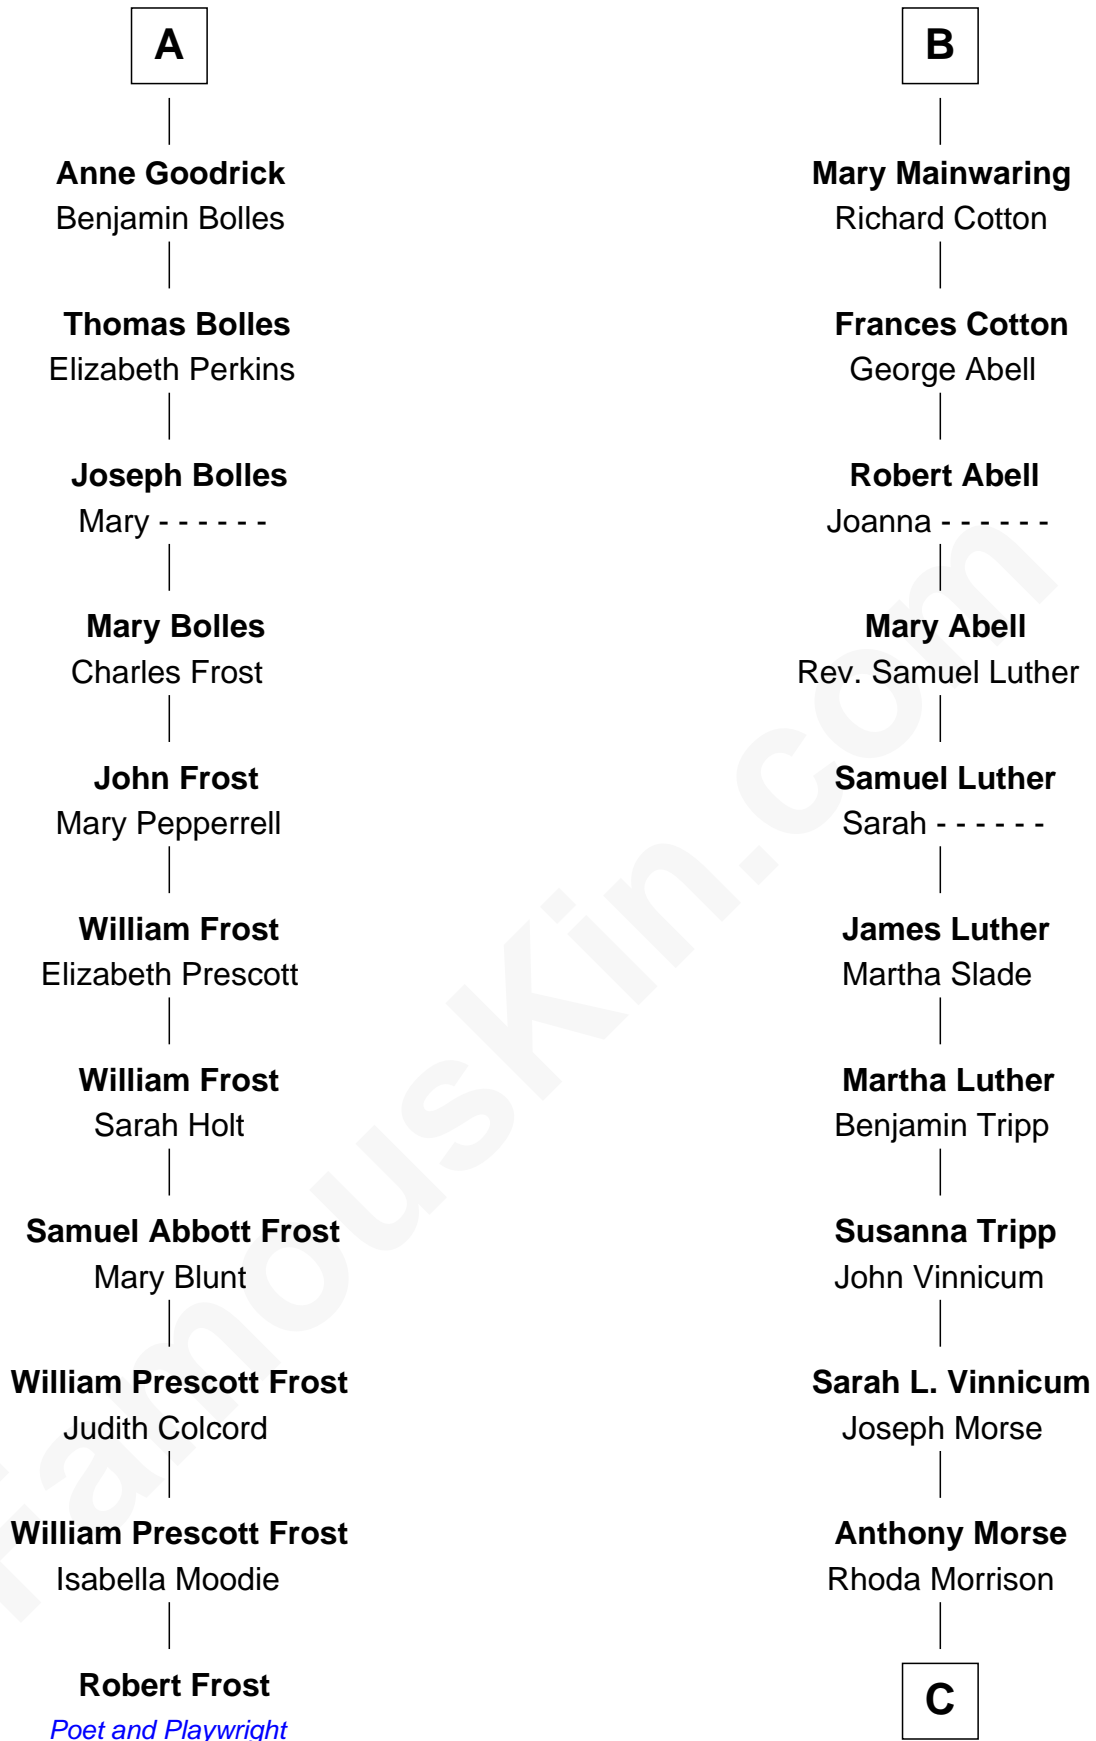 A
Anne Goodrick
Benjamin Bolles
Thomas Bolles
Elizabeth Perkins
Joseph Bolles
Mary - - - - - -
Mary Bolles
Charles Frost
John Frost
Mary Pepperrell
William Frost
Elizabeth Prescott
William Frost
Sarah Holt
Samuel Abbott Frost
Mary Blunt
William Prescott Frost
Judith Colcord
William Prescott Frost
Isabella Moodie
Robert Frost
Poet and Playwright
B
Mary Mainwaring
Richard Cotton
Frances Cotton
George Abell
Robert Abell
Joanna - - - - - -
Mary Abell
Rev. Samuel Luther
Samuel Luther
Sarah - - - - - -
James Luther
Martha Slade
Martha Luther
Benjamin Tripp
Susanna Tripp
John Vinnicum
Sarah L. Vinnicum
Joseph Morse
Anthony Morse
Rhoda Morrison
C
FamousKin.com